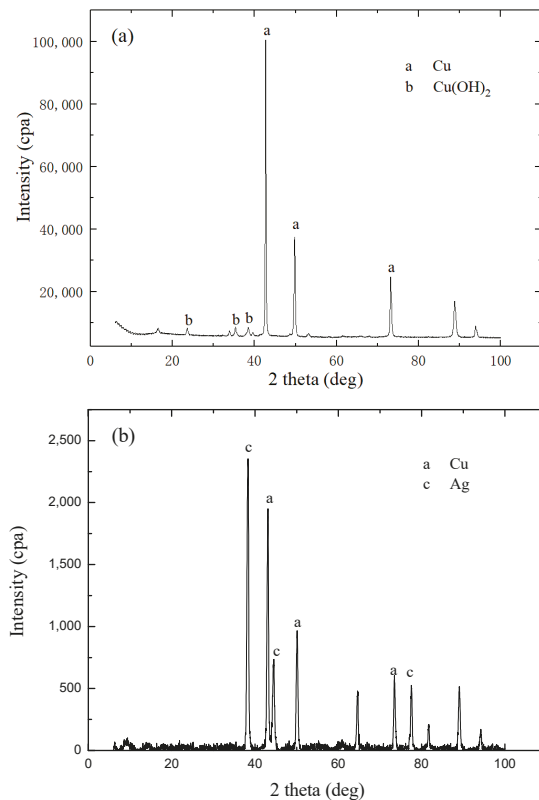 (a)
a
a Cu
b Cu(OH)₂
100,000
80,000
60,000
40,000
20,000
Intensity (cpa)
a
a
b
b
b
0 20 40 60 80 100
2 theta (deg)
(b)
c
a
a Cu
c Ag
2,500
2,000
1,500
1,000
500
0
Intensity (cpa)
a
c
a
c
0 20 40 60 80 100
2 theta (deg)